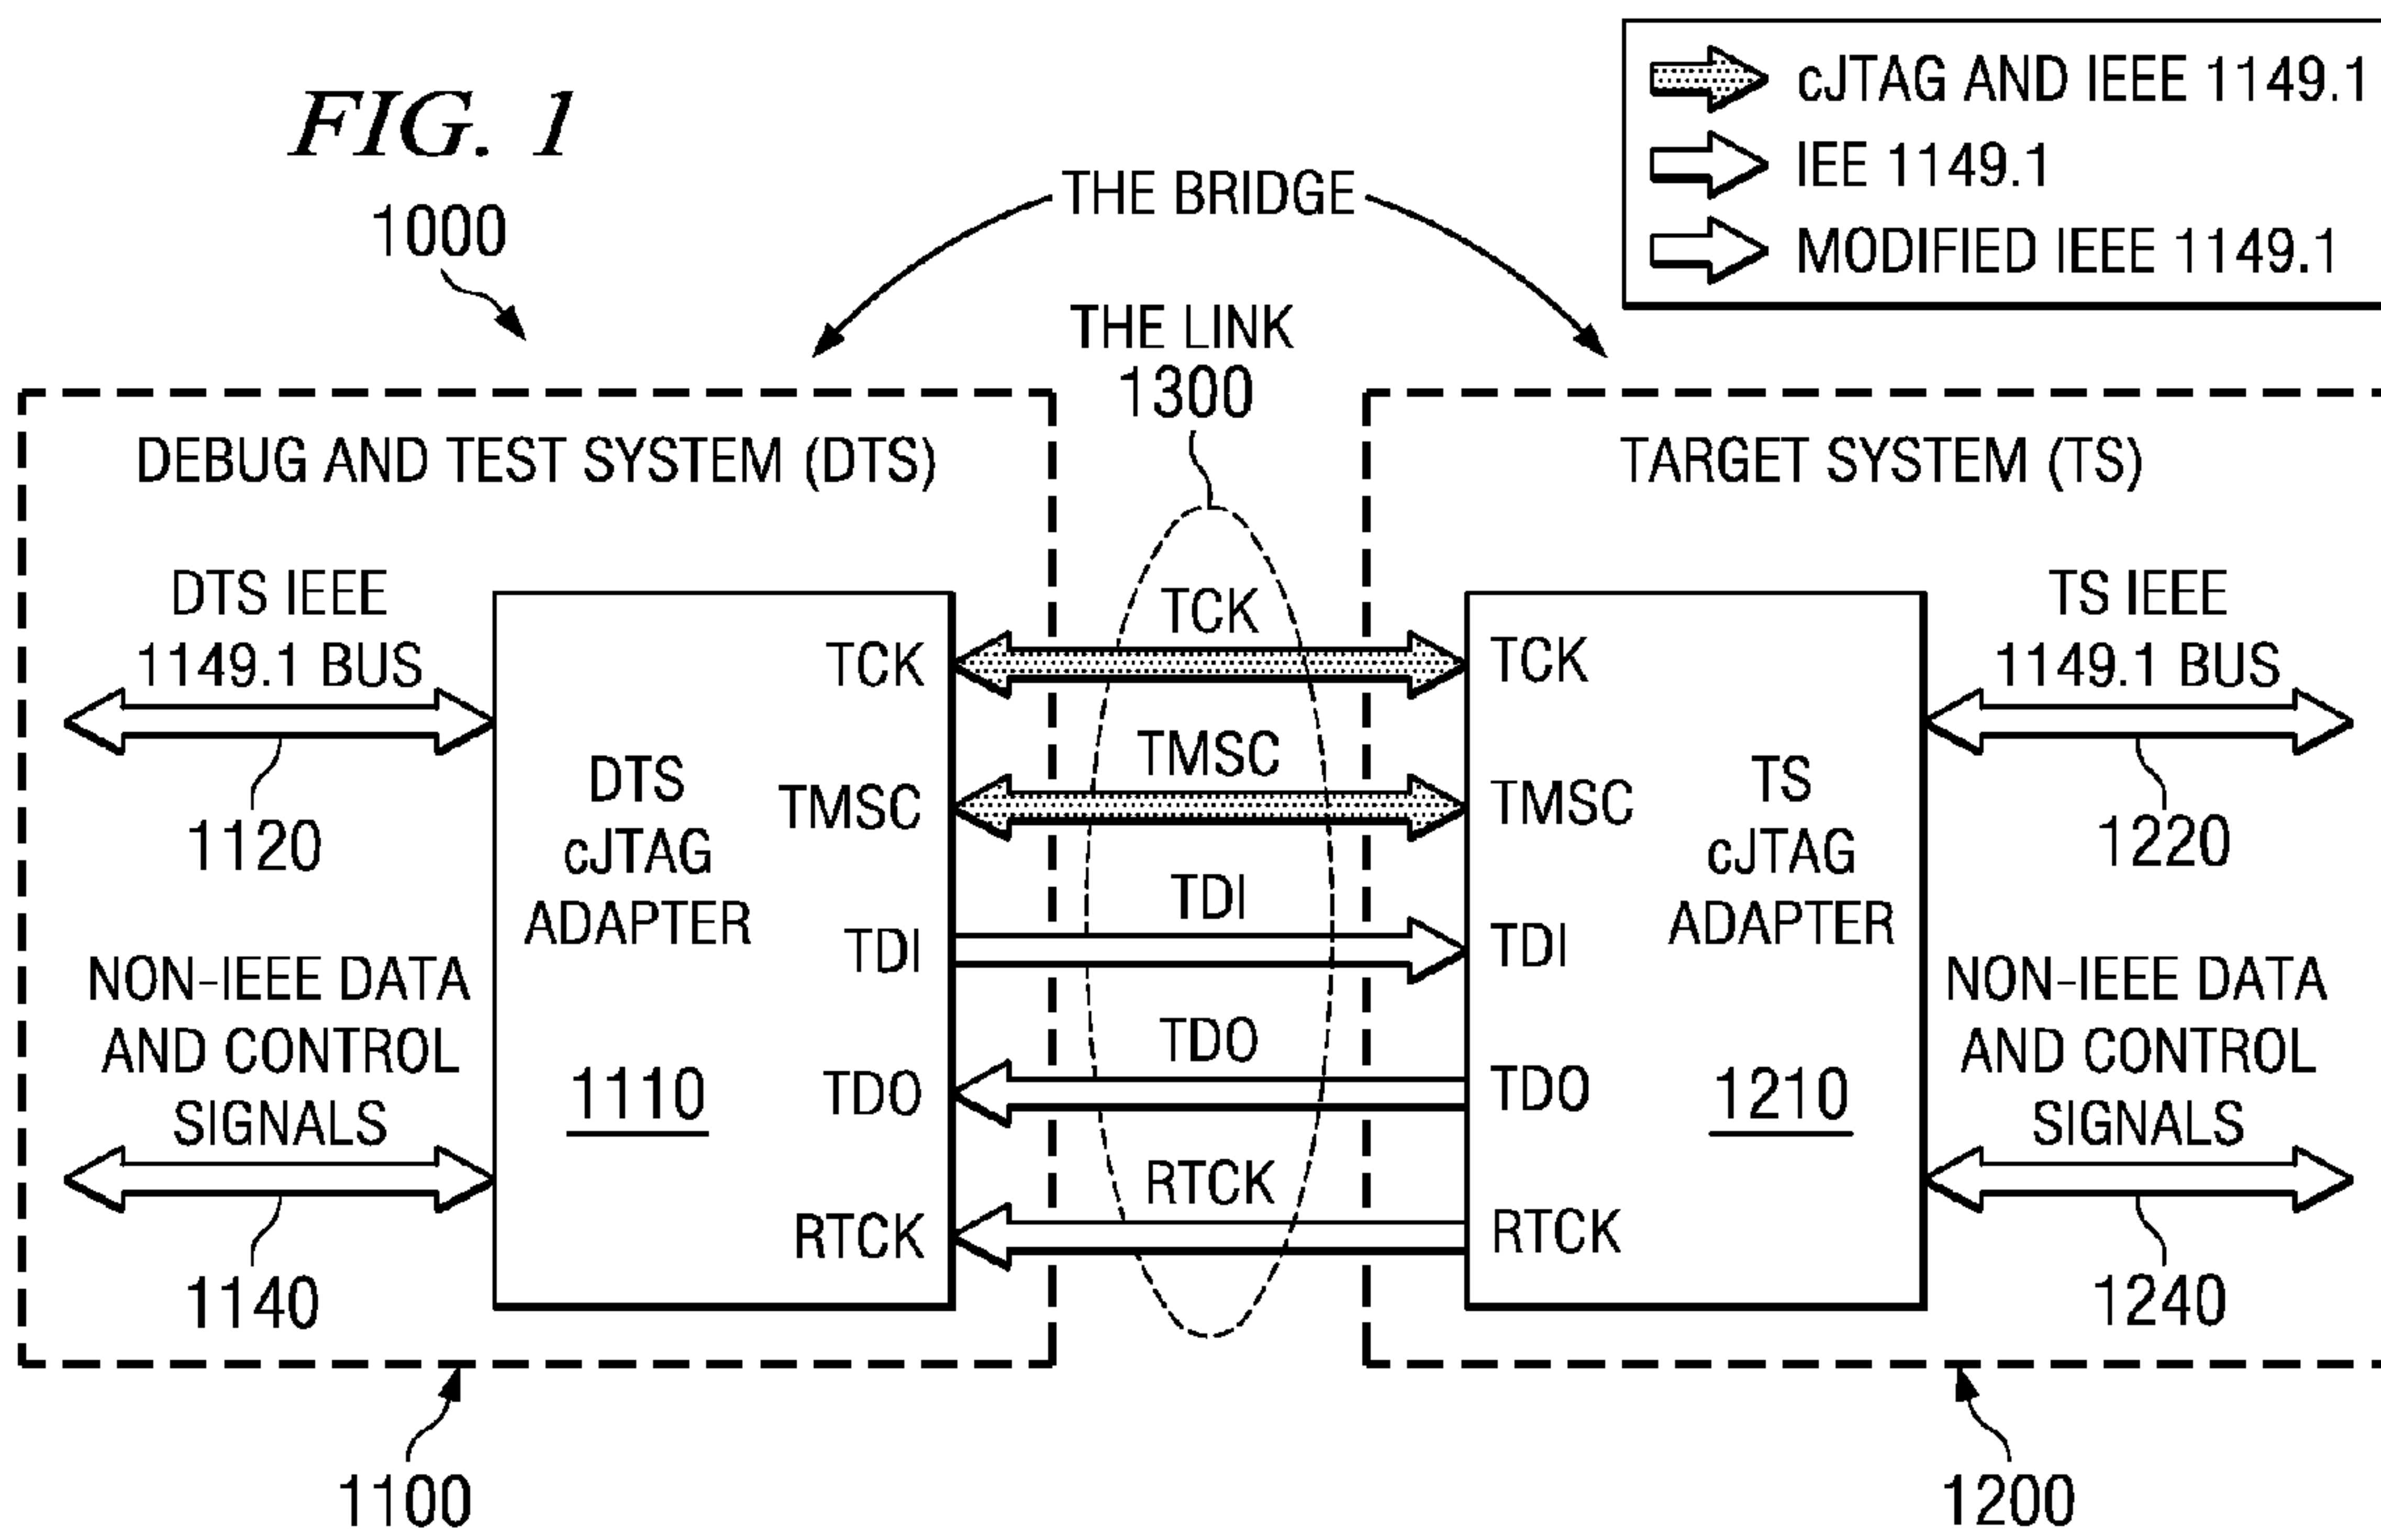 FIG. 1
1000
cJTAG AND IEEE 1149.1
IEE 1149.1
MODIFIED IEEE 1149.1
THE BRIDGE
THE LINK
1300
DEBUG AND TEST SYSTEM (DTS)
TARGET SYSTEM (TS)
DTS IEEE
1149.1 BUS
1120
NON-IEEE DATA
AND CONTROL
SIGNALS
1140
DTS
cJTAG
ADAPTER
1110
TCK
TMSC
TDI
TDO
RTCK
TCK
TMSC
TDI
TDO
RTCK
TCK
TMSC
TDI
TDO
RTCK
TS
cJTAG
ADAPTER
1210
TS IEEE
1149.1 BUS
1220
NON-IEEE DATA
AND CONTROL
SIGNALS
1240
1100
1200